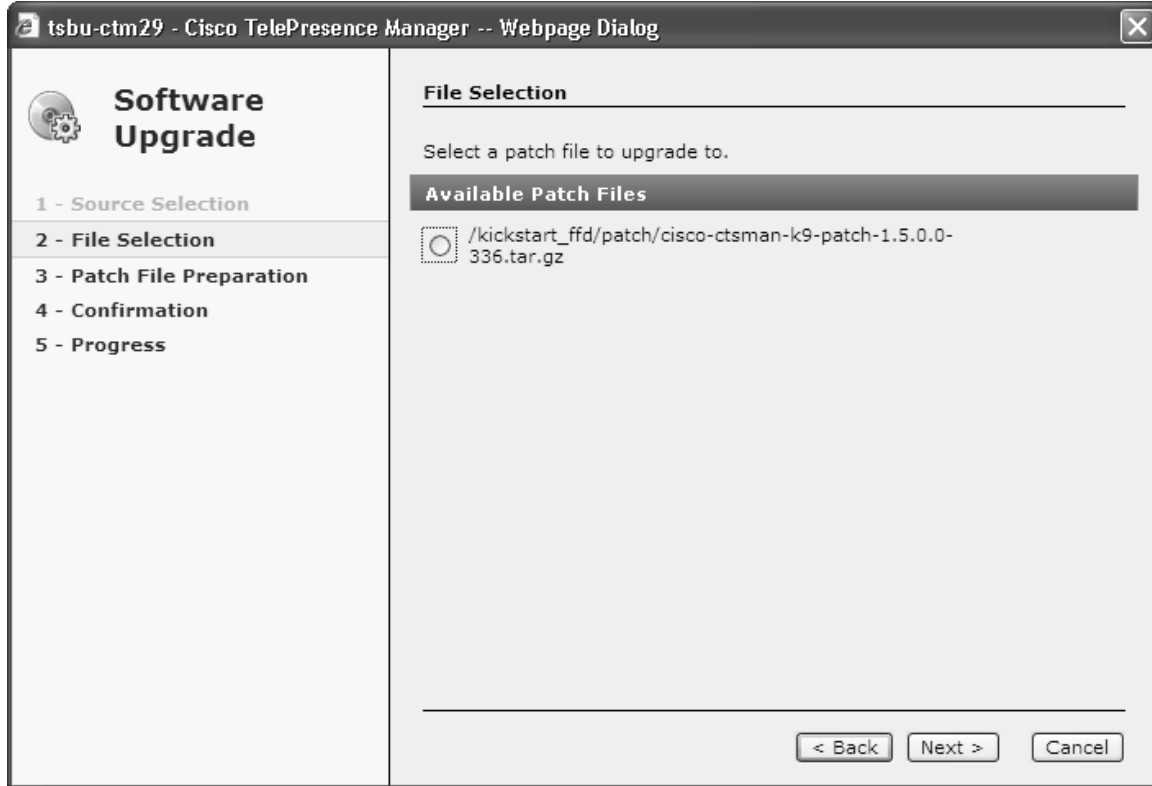 tsbu-ctm29 - Cisco TelePresence Manager -- Webpage Dialog
Software
Upgrade
1 - Source Selection
2 - File Selection
3 - Patch File Preparation
4 - Confirmation
5 - Progress
File Selection
Select a patch file to upgrade to.
Available Patch Files
/kickstart_ffd/patch/cisco-ctsman-k9-patch-1.5.0.0-
336.tar.gz
< Back
Next >
Cancel